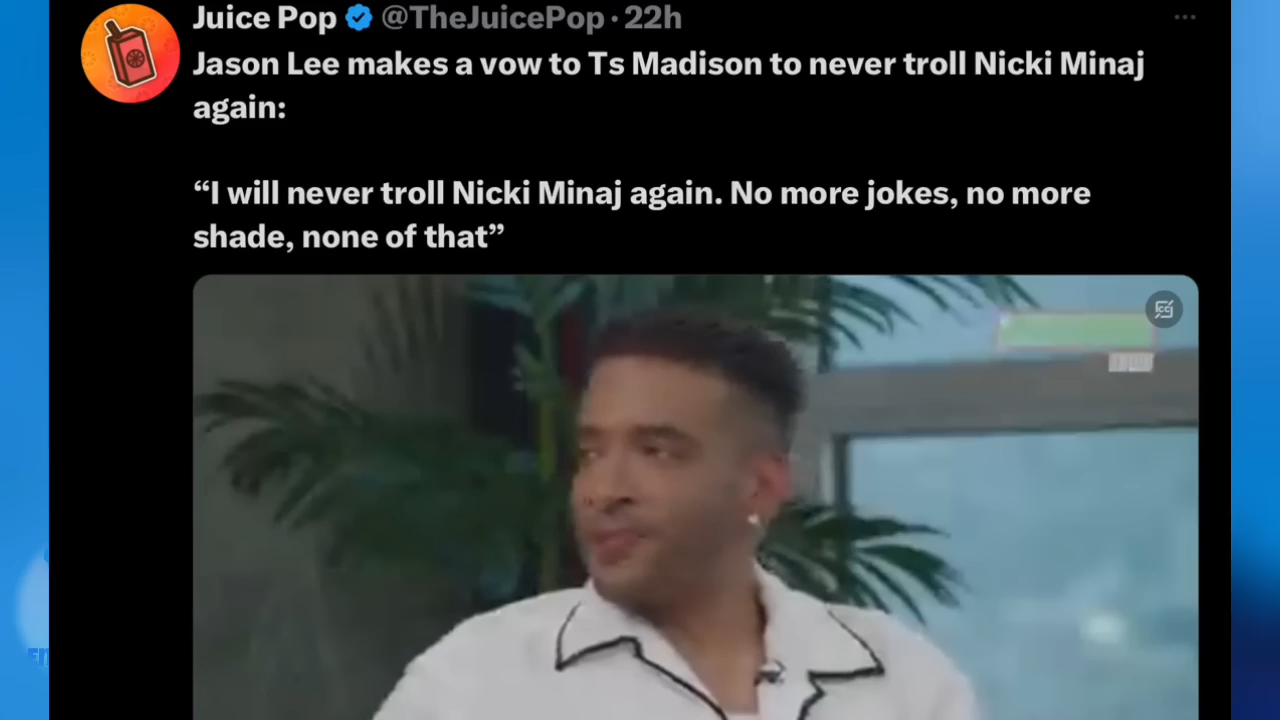 Juice Pop @TheJuicePop · 22h
Jason Lee makes a vow to Ts Madison to never troll Nicki Minaj
again:
“I will never troll Nicki Minaj again. No more jokes, no more
shade, none of that”